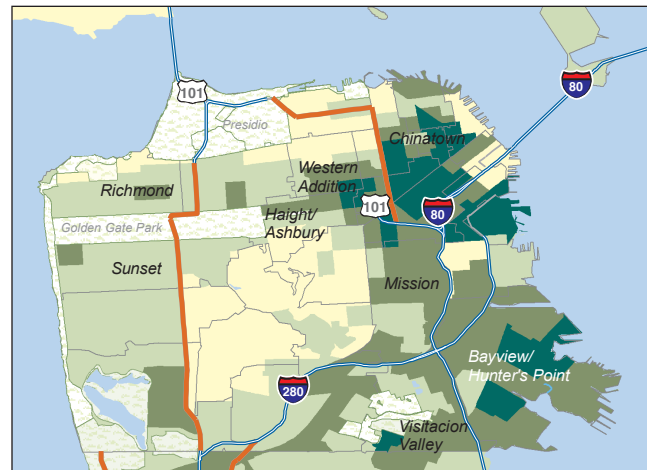 101
80
Presidio
Chinatown
Western
Addition
Richmond
101
80
Haight/
Ashbury
Golden Gate Park
Sunset
Mission
Bayview/
Hunter's Point
280
Visitacion
Valley